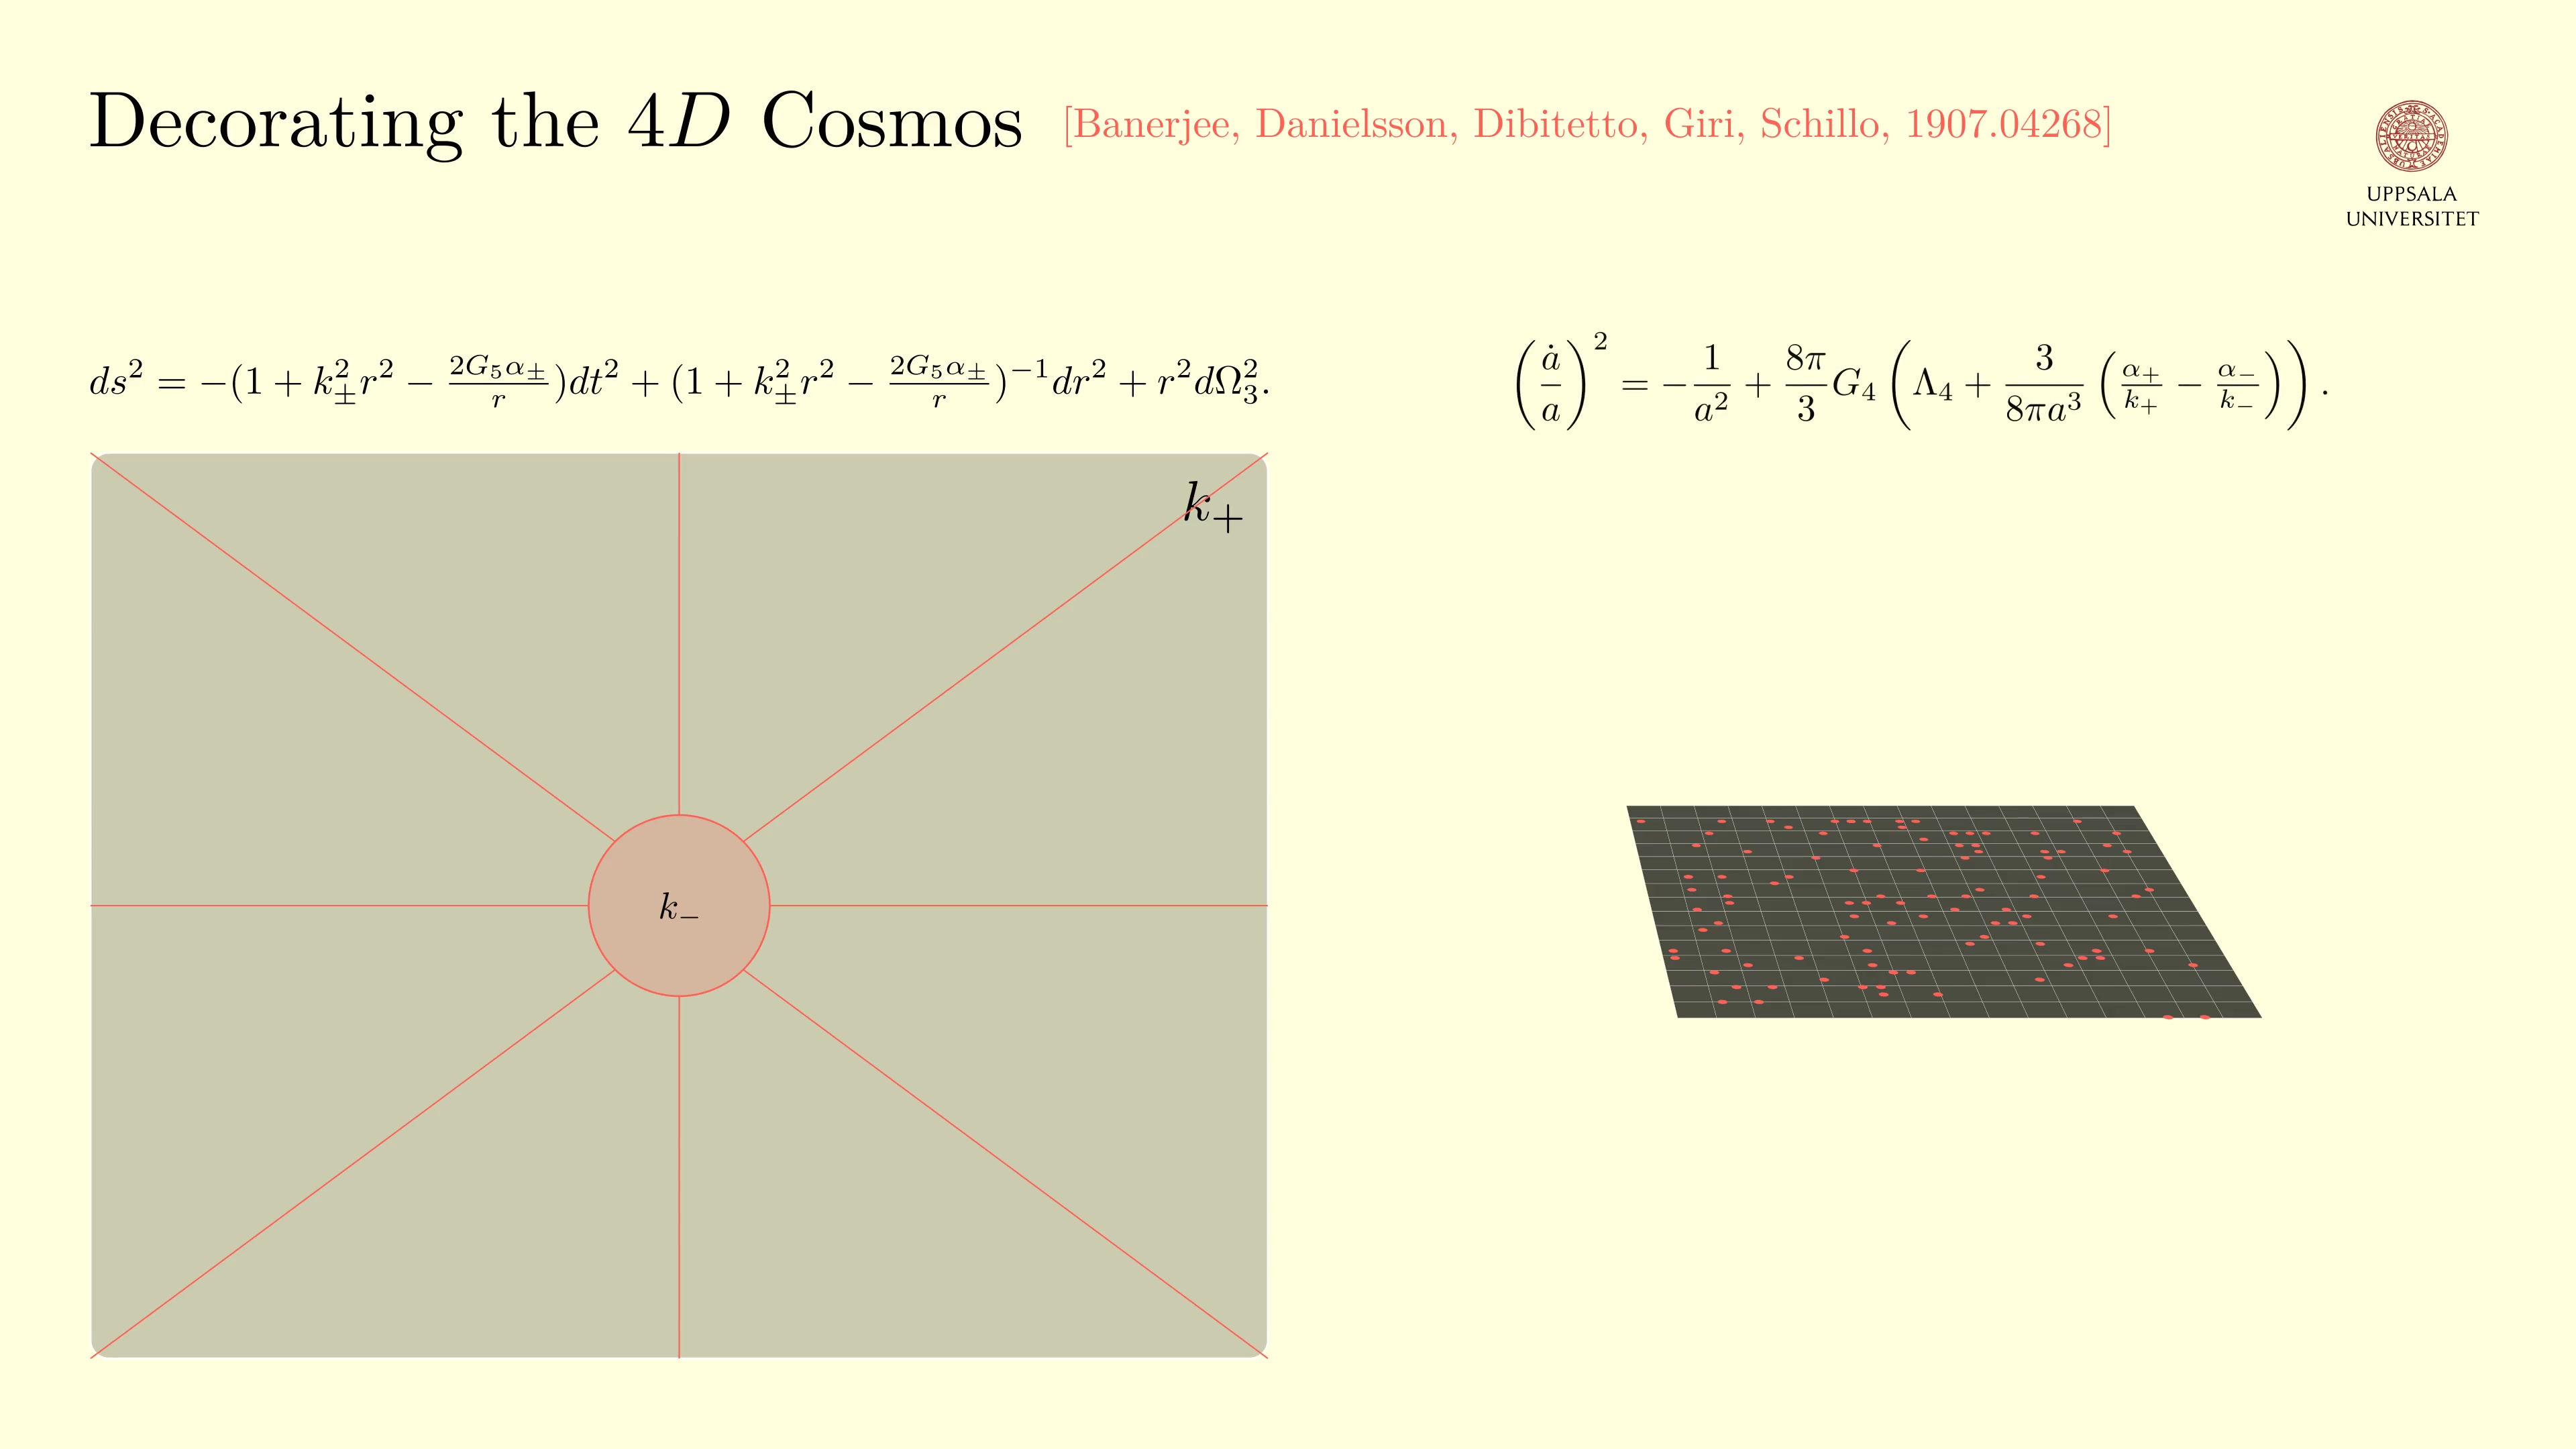 Decorating the 4D Cosmos [Banerjee, Danielsson, Dibitetto, Giri, Schillo, 1907.04268]
UPPSALA
UNIVERSITET
$ds^2 = -(1 + k_\pm^2 r^2 - \frac{2G_5\alpha_\pm}{r})dt^2 + (1 + k_\pm^2 r^2 - \frac{2G_5\alpha_\pm}{r})^{-1}dr^2 + r^2 d\Omega_3^2.$
$\left(\frac{\dot{a}}{a}\right)^2 = -\frac{1}{a^2} + \frac{8\pi}{3}G_4\left(\Lambda_4 + \frac{3}{8\pi a^3}\left(\frac{\alpha_+}{k_+} - \frac{\alpha_-}{k_-}\right)\right).$
$k_+$
$k_-$